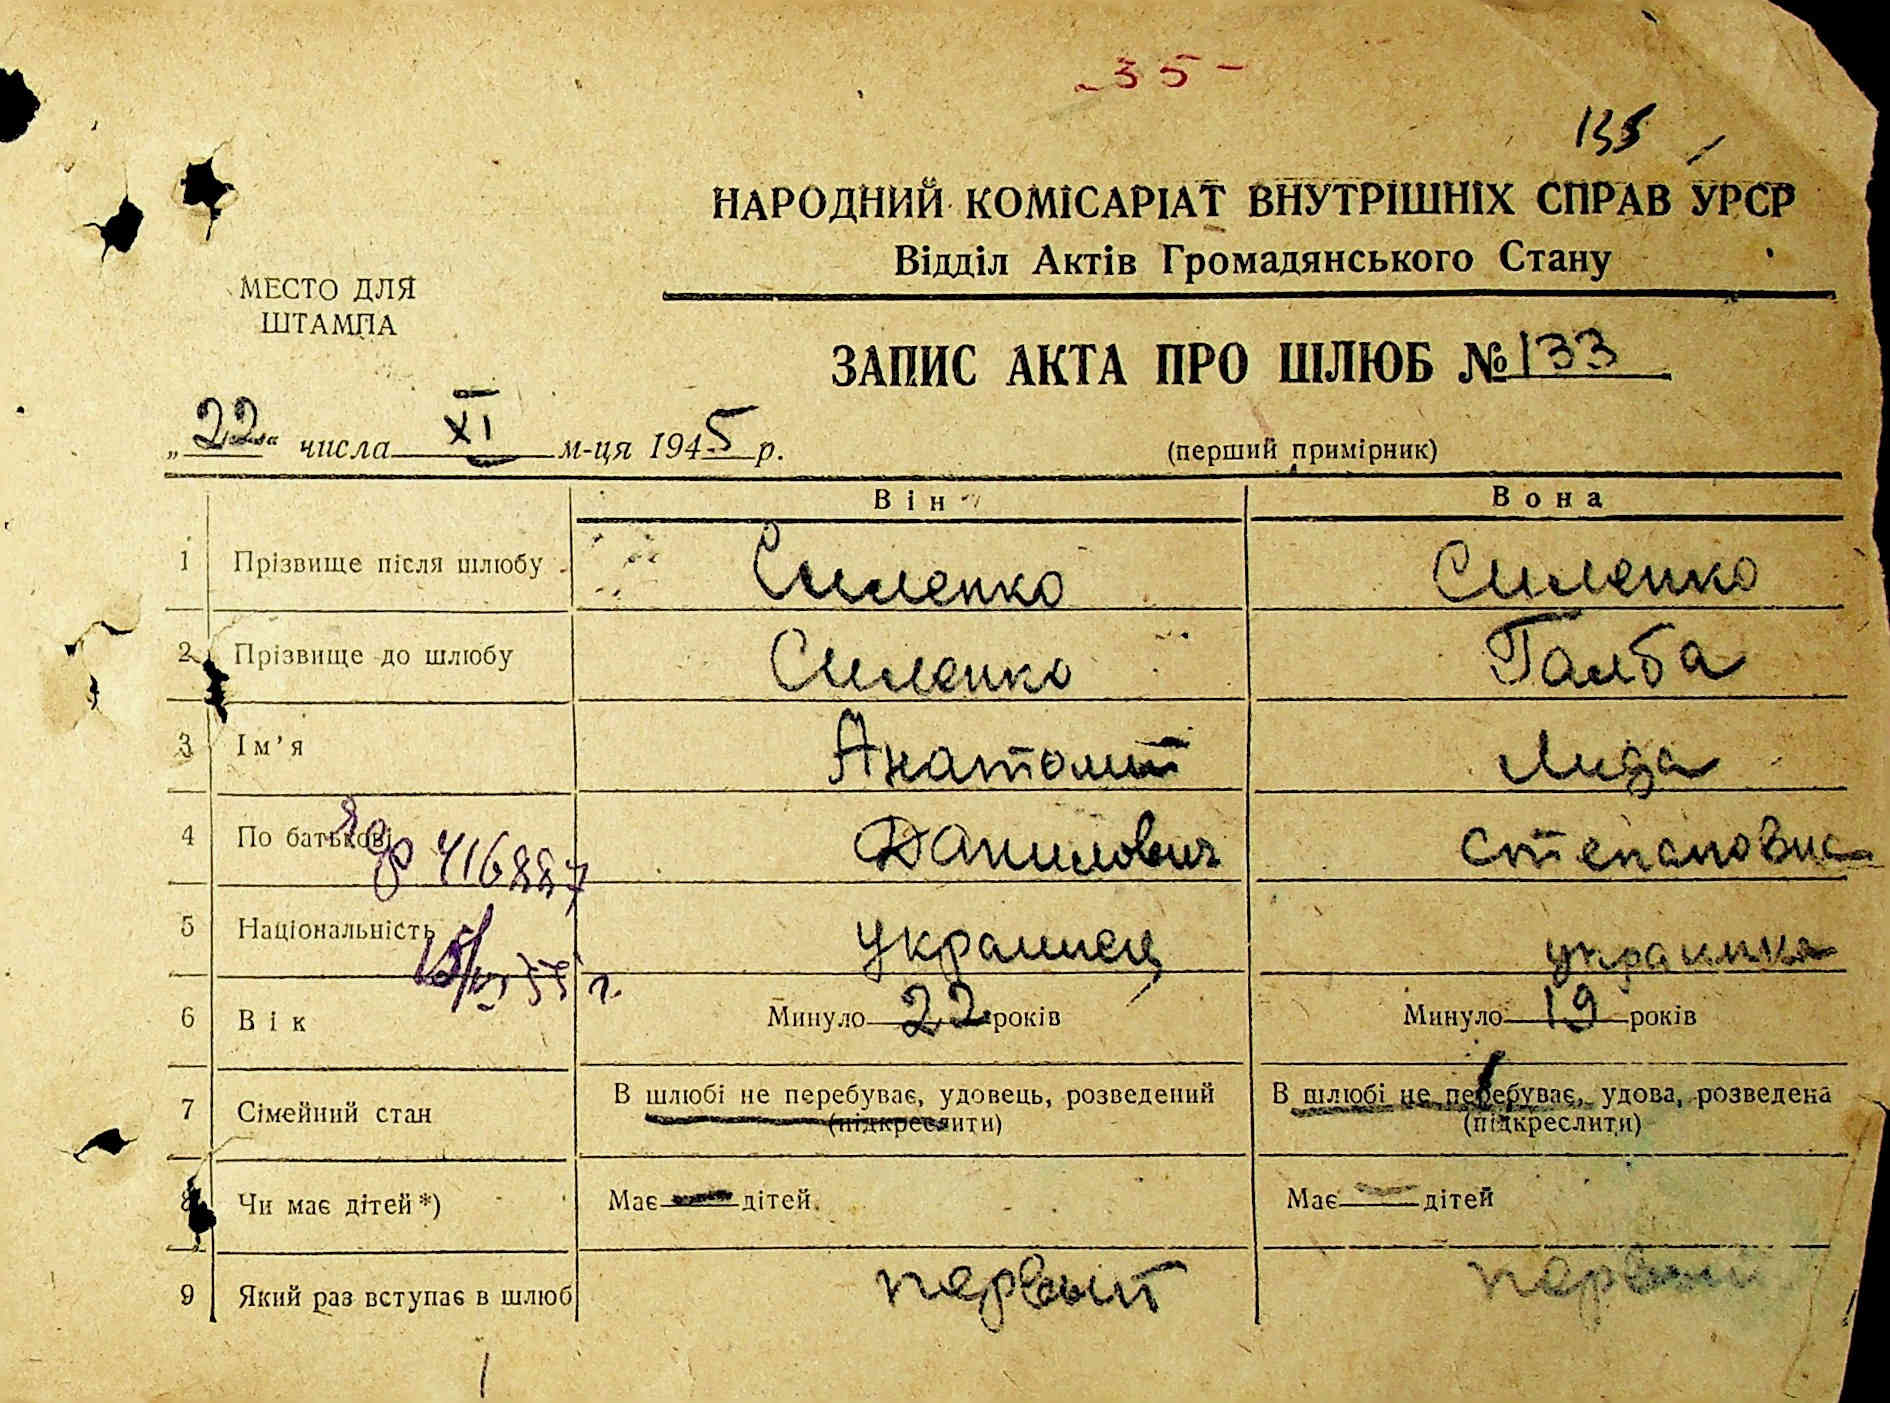 - 35 -
135
НАРОДНИЙ КОМІСАРІАТ ВНУТРІШНІХ СПРАВ УРСР
Відділ Актів Громадянського Стану
МЕСТО ДЛЯ
ШТАМПА
ЗАПИС АКТА ПРО ШЛЮБ № 133
„22“ числа XI м-ця 1945 р.
(перший примірник)
Він Вона
1 Прізвище після шлюбу Силенко Силенко
2 Прізвище до шлюбу Силенко Галба
3 Ім’я Анатолий Лида
4 По батькові Данилович Степановна
416887
5 Національність украинец украинка
6 Вік Минуло 22 років Минуло 19 років
7 Сімейний стан В шлюбі не перебуває, удовець, розведений В шлюбі не перебуває, удова, розведена
(підкреслити) (підкреслити)
8 Чи має дітей *) Має — дітей Має — дітей
9 Який раз вступає в шлюб первый первый